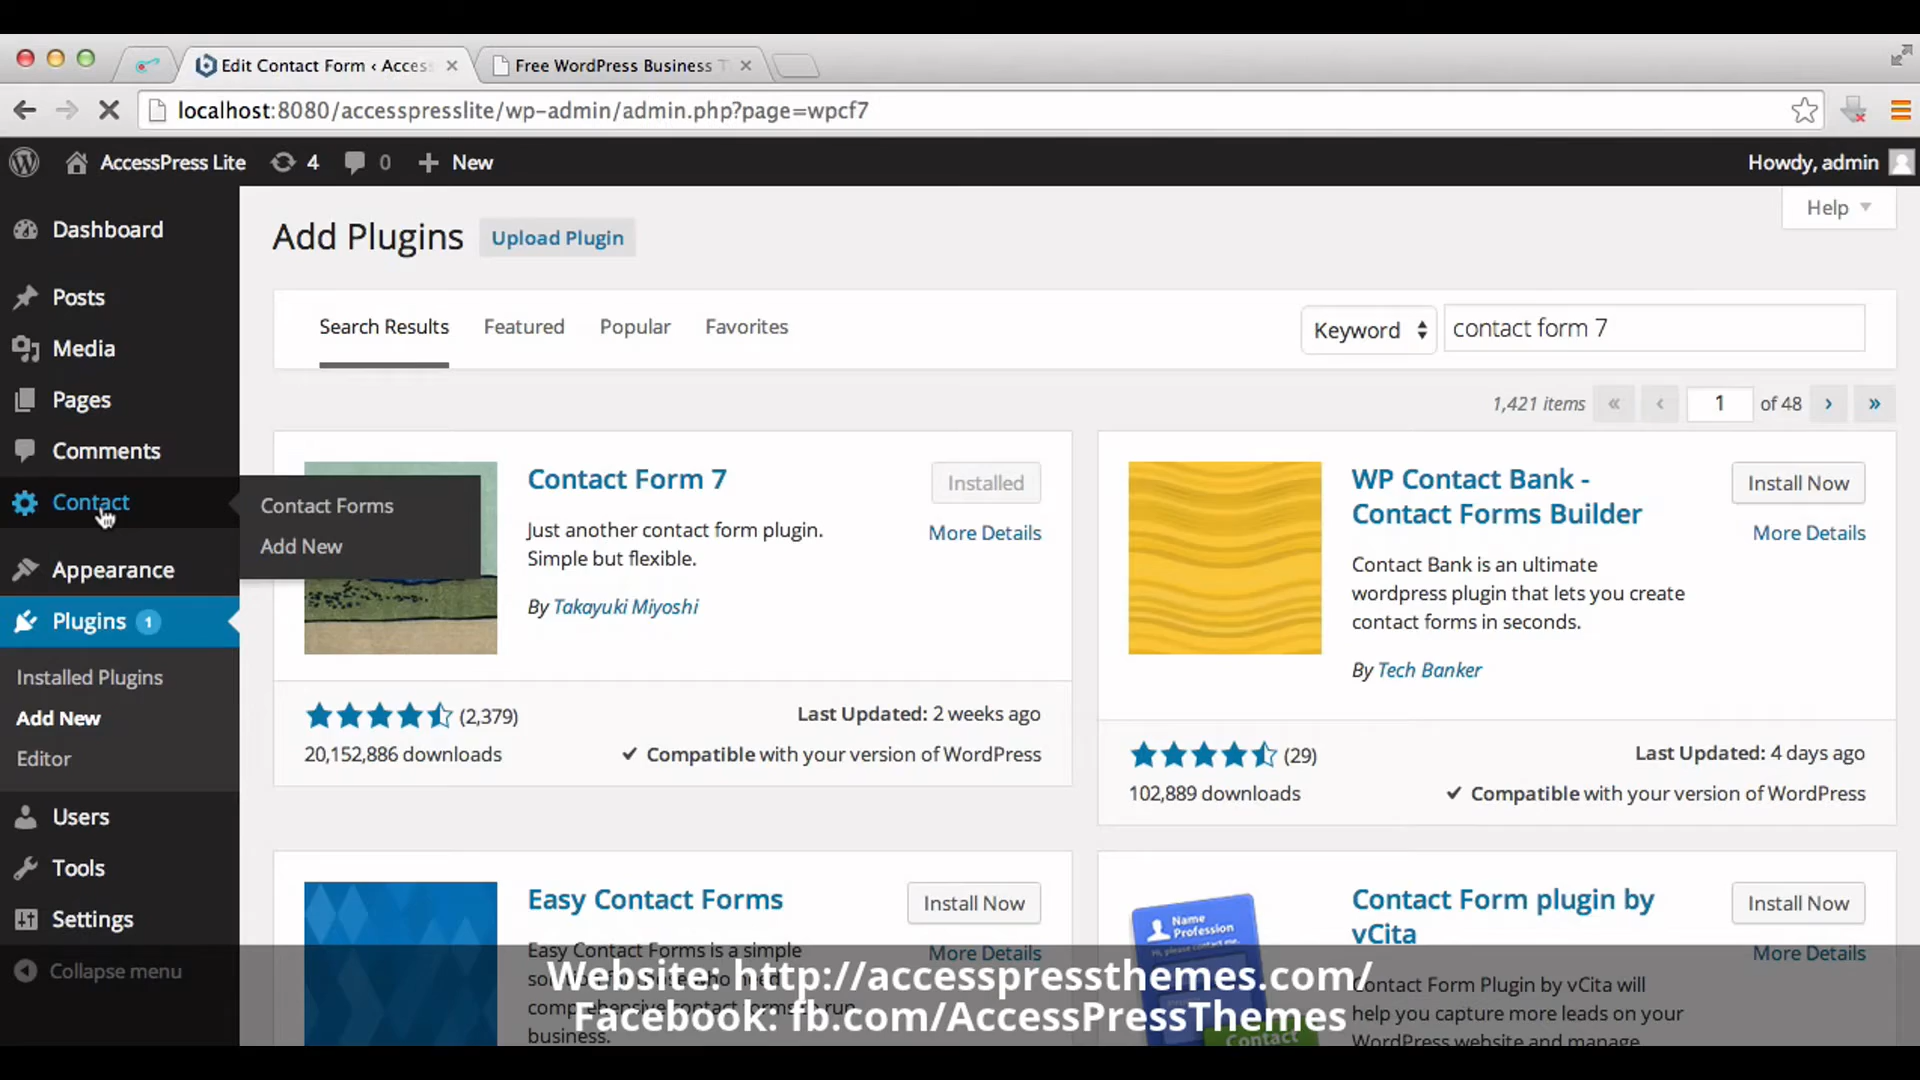 Edit Contact Form ‹ Acces
Free WordPress Business T
localhost:8080/accesspresslite/wp-admin/admin.php?page=wpcf7
AccessPress Lite
4
0
+ New
Howdy, admin
Dashboard
Posts
Media
Pages
Comments
Contact
Contact Forms
Add New
Appearance
Plugins 1
Installed Plugins
Add New
Editor
Users
Tools
Settings
Collapse menu
Help
Add Plugins
Upload Plugin
Search Results
Featured
Popular
Favorites
Keyword
contact form 7
1,421 items « ‹ 1 of 48 › »
Contact Form 7
Installed
More Details
Just another contact form plugin.
Simple but flexible.
By Takayuki Miyoshi
(2,379)
20,152,886 downloads
Last Updated: 2 weeks ago
✓ Compatible with your version of WordPress
WP Contact Bank -
Contact Forms Builder
Install Now
More Details
Contact Bank is an ultimate
wordpress plugin that lets you create
contact forms in seconds.
By Tech Banker
(29)
102,889 downloads
Last Updated: 4 days ago
✓ Compatible with your version of WordPress
Easy Contact Forms
Install Now
More Details
Easy Contact Forms is a simple
business.
Name
Profession
Contact
Contact Form plugin by
vCita
Install Now
More Details
Contact Form Plugin by vCita will
help you capture more leads on your
WordPress website and manage
Website: http://accesspressthemes.com/
Facebook: fb.com/AccessPressThemes